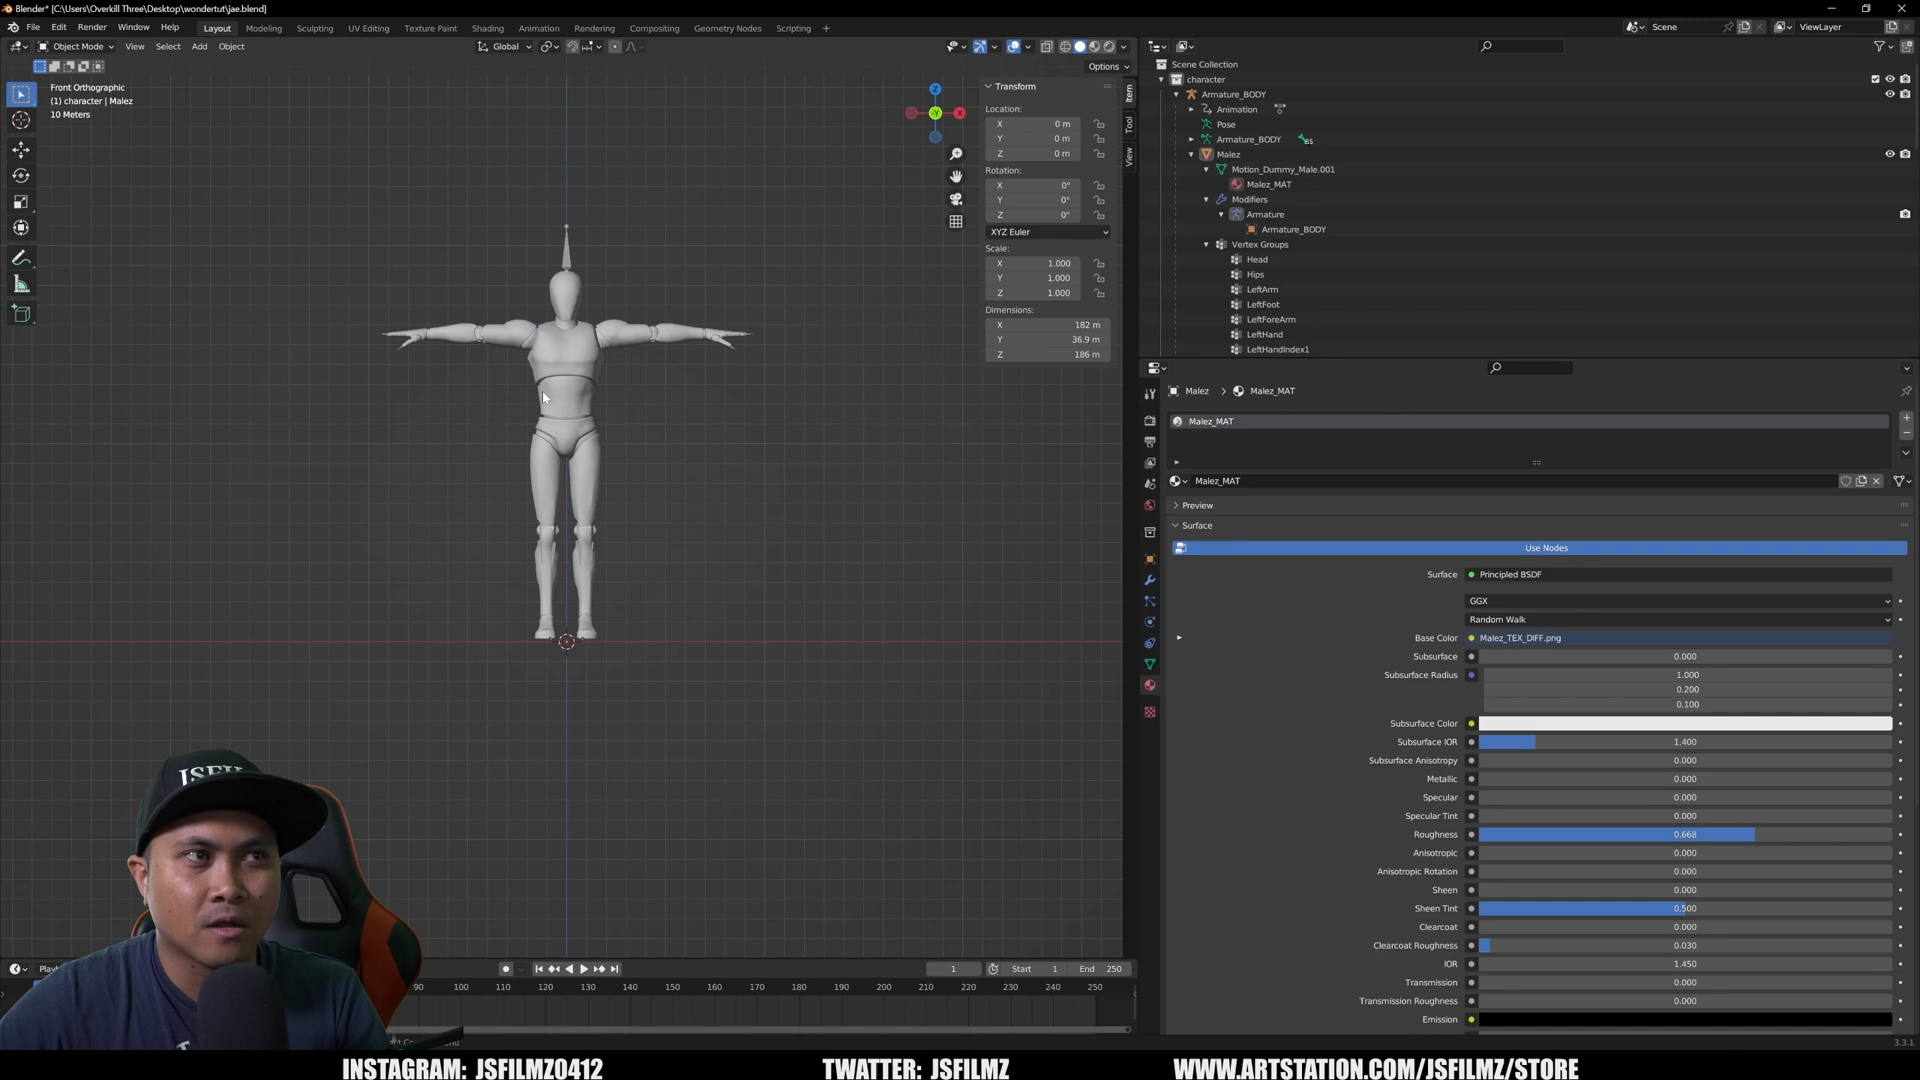 Blender* [C:\Users\Overkill Three\Desktop\wondertut\jae.blend]
File Edit Render Window Help Layout Modeling Sculpting UV Editing Texture Paint Shading Animation Rendering Compositing Geometry Nodes Scripting +
Scene ViewLayer
Object Mode View Select Add Object Global
Options
Front Orthographic
(1) character | Malez
10 Meters
Z
Y
X
Item
Tool
View
Transform
Location:
X 0 m
Y 0 m
Z 0 m
Rotation:
X 0°
Y 0°
Z 0°
XYZ Euler
Scale:
X 1.000
Y 1.000
Z 1.000
Dimensions:
X 182 m
Y 36.9 m
Z 186 m
Scene Collection
character
Armature_BODY
Animation
Pose
Armature_BODY 65
Malez
Motion_Dummy_Male.001
Malez_MAT
Modifiers
Armature
Armature_BODY
Vertex Groups
Head
Hips
LeftArm
LeftFoot
LeftForeArm
LeftHand
LeftHandIndex1
Malez > Malez_MAT
Malez_MAT
Malez_MAT
Preview
Surface
Use Nodes
Surface Principled BSDF
GGX
Random Walk
Base Color Malez_TEX_DIFF.png
Subsurface 0.000
Subsurface Radius 1.000
0.200
0.100
Subsurface Color
Subsurface IOR 1.400
Subsurface Anisotropy 0.000
Metallic 0.000
Specular 0.000
Specular Tint 0.000
Roughness 0.668
Anisotropic 0.000
Anisotropic Rotation 0.000
Sheen 0.000
Sheen Tint 0.500
Clearcoat 0.000
Clearcoat Roughness 0.030
IOR 1.450
Transmission 0.000
Transmission Roughness 0.000
Emission
1 Start 1 End 250
90 100 110 120 130 140 150 160 170 180 190 200 210 220 230 240 250
3.3.1
INSTAGRAM: JSFILMZ0412 TWATTER: JSFILMZ WWW.ARTSTATION.COM/JSFILMZ/STORE